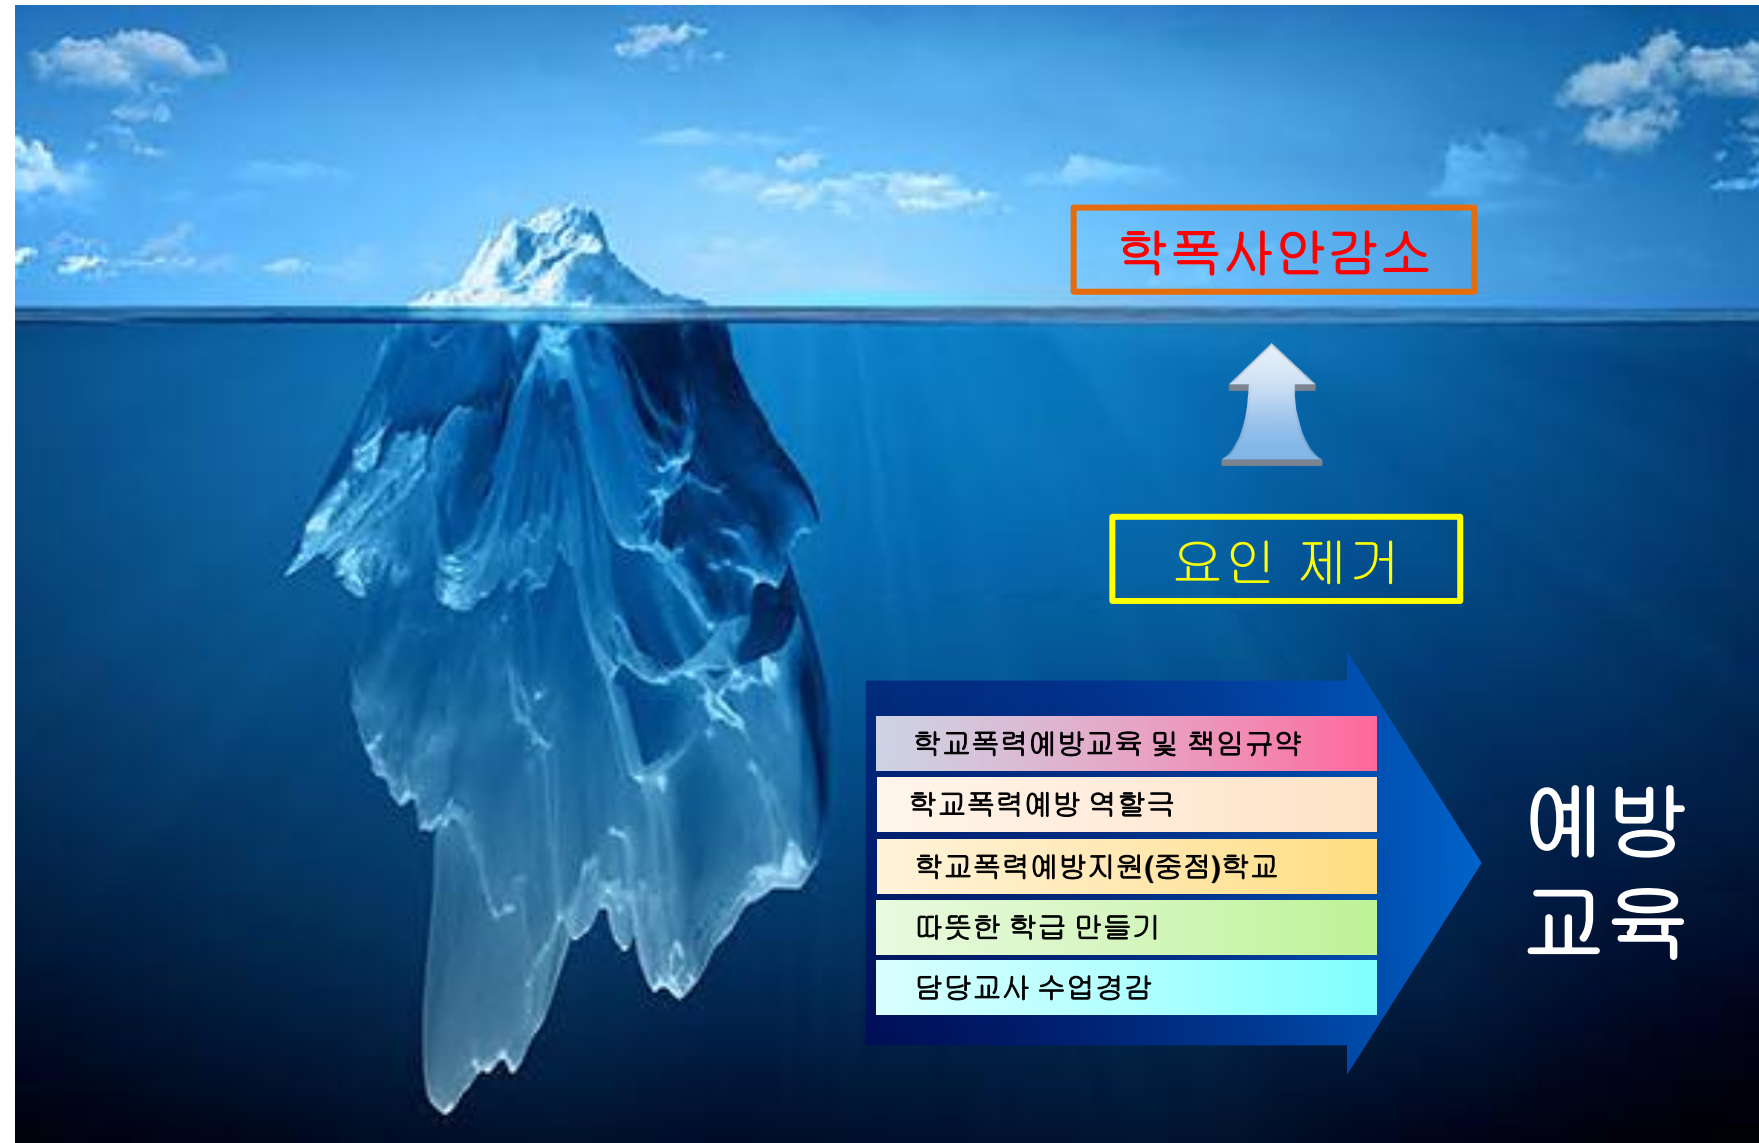 학폭사안감소
요인 제거
학교폭력예방교육 및 책임규약
학교폭력예방 역할극
학교폭력예방지원(중점)학교
따뜻한 학급 만들기
담당교사 수업경감
예방
교육